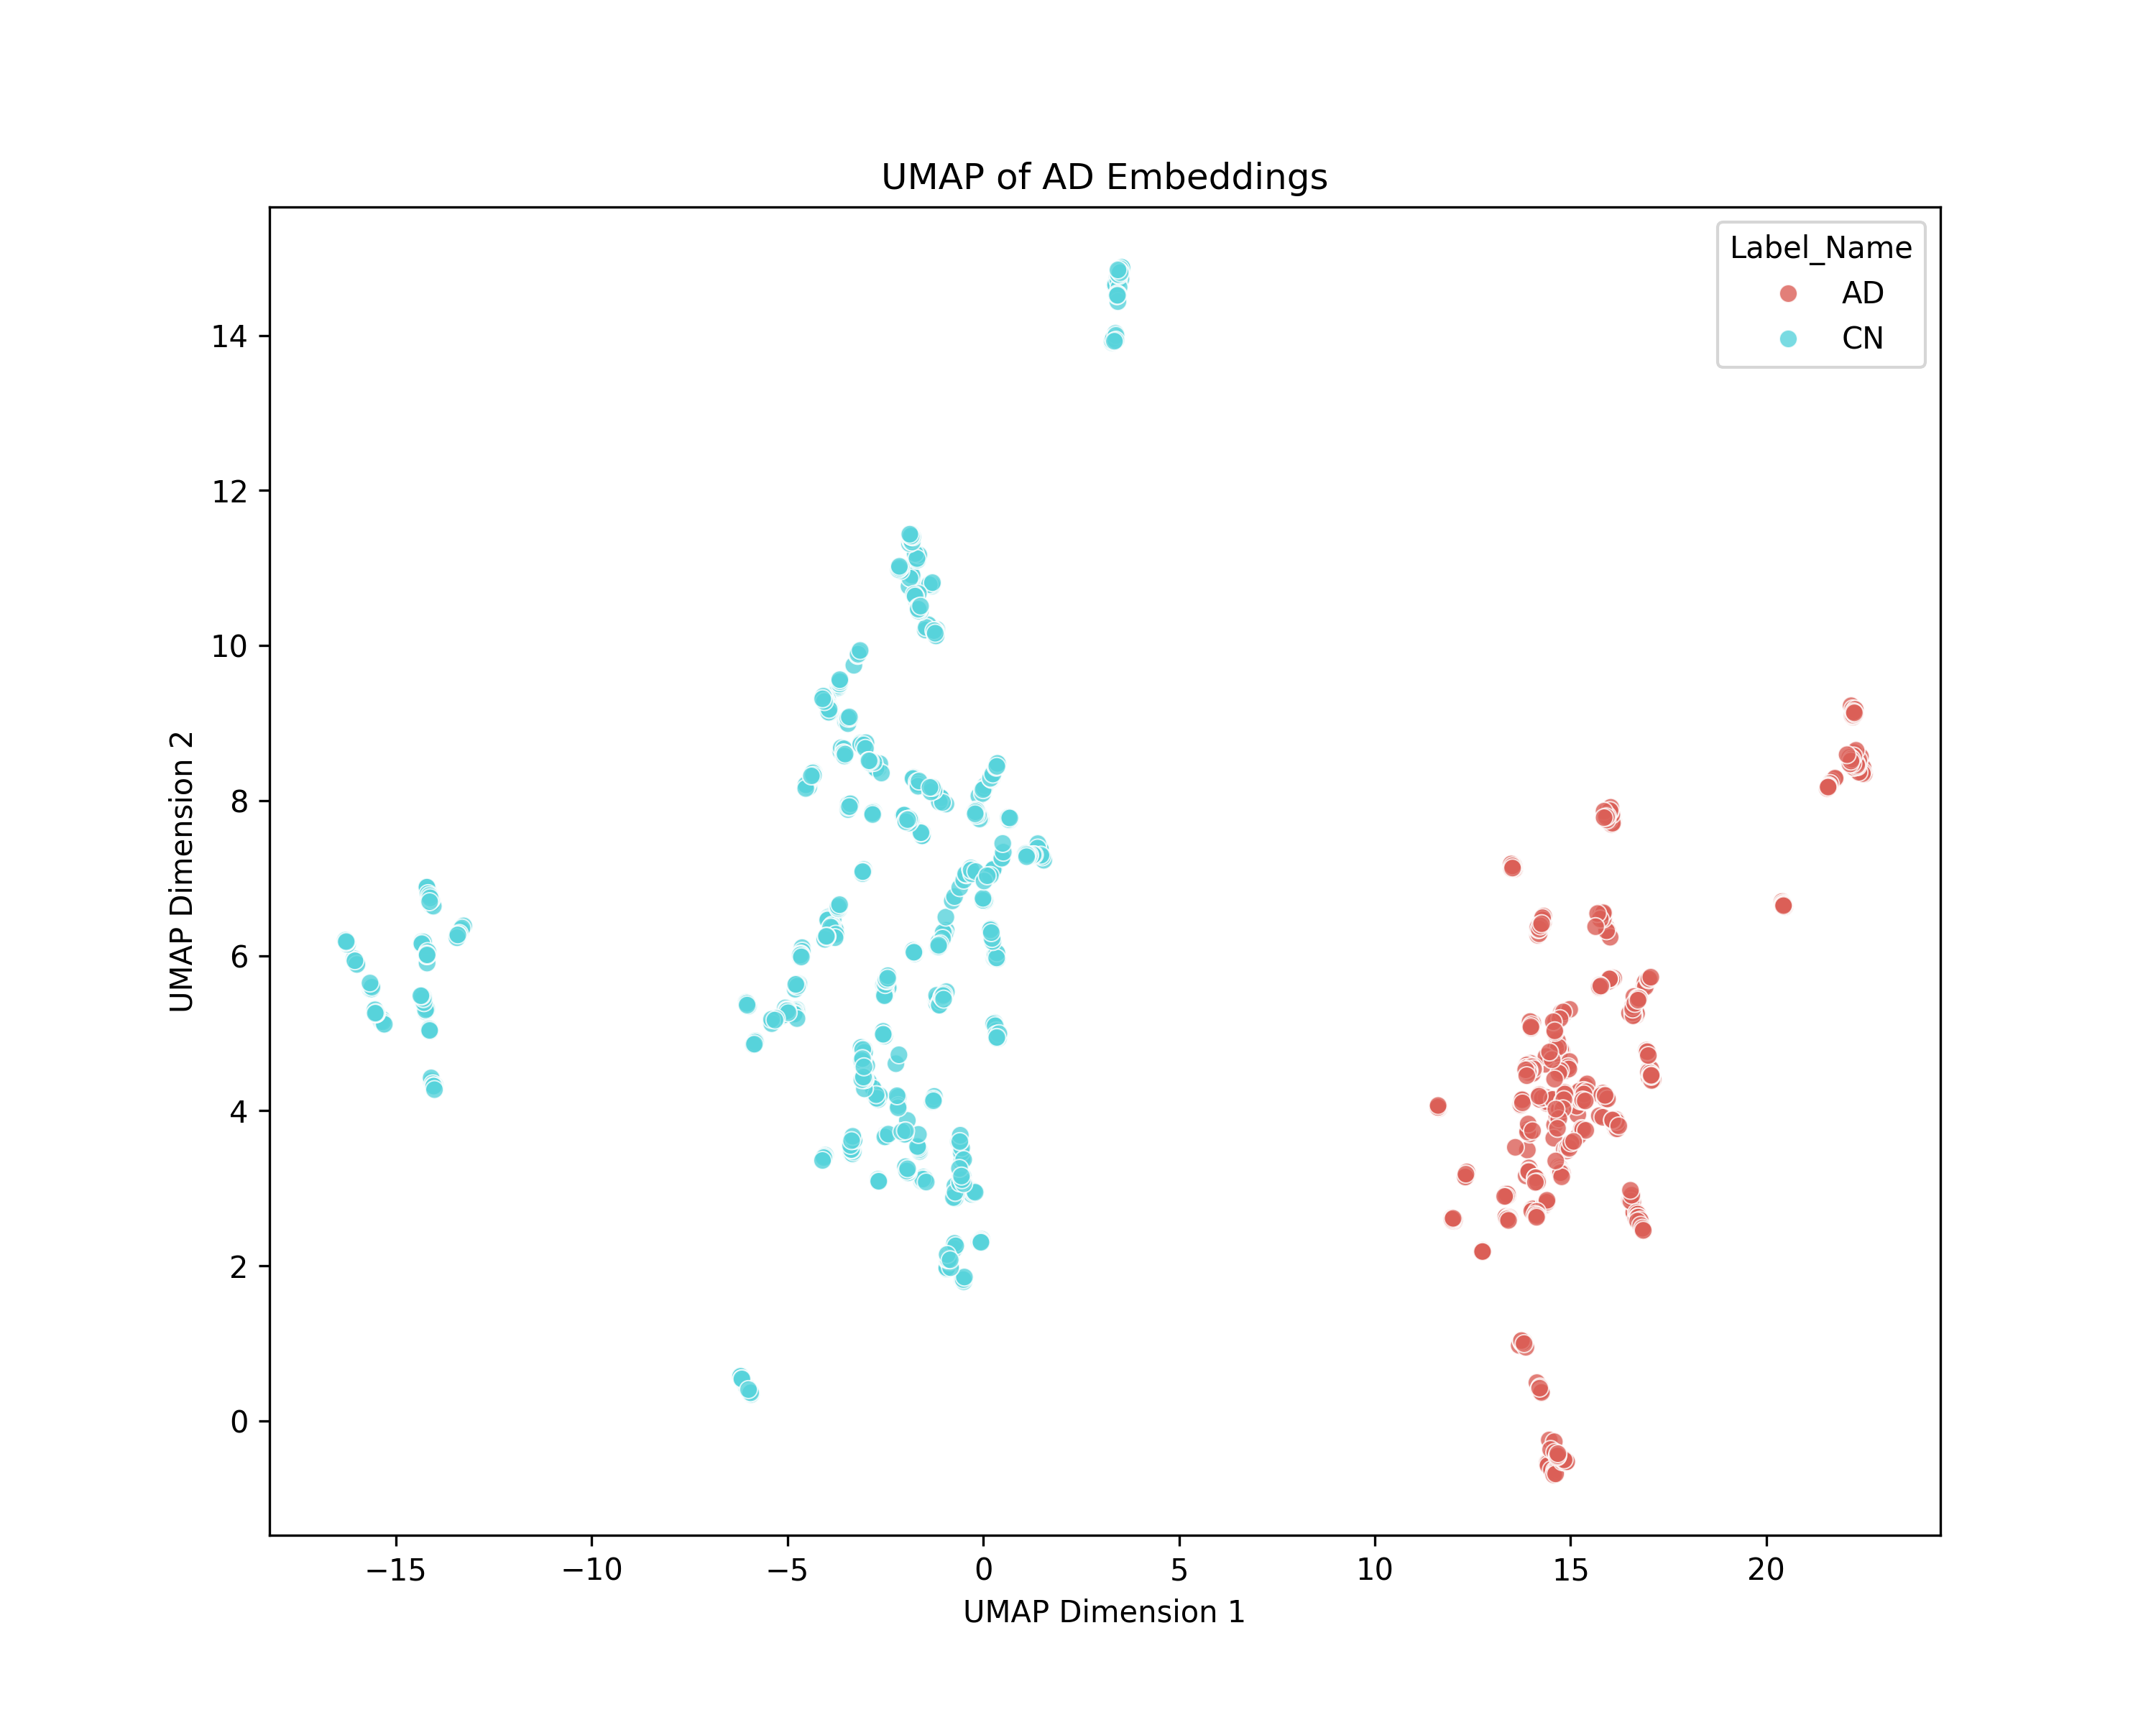 UMAP of AD Embeddings
Label_Name
AD
CN
UMAP Dimension 2
14
12
10
8
6
4
2
0
−15 −10 −5 0 5 10 15 20
UMAP Dimension 1